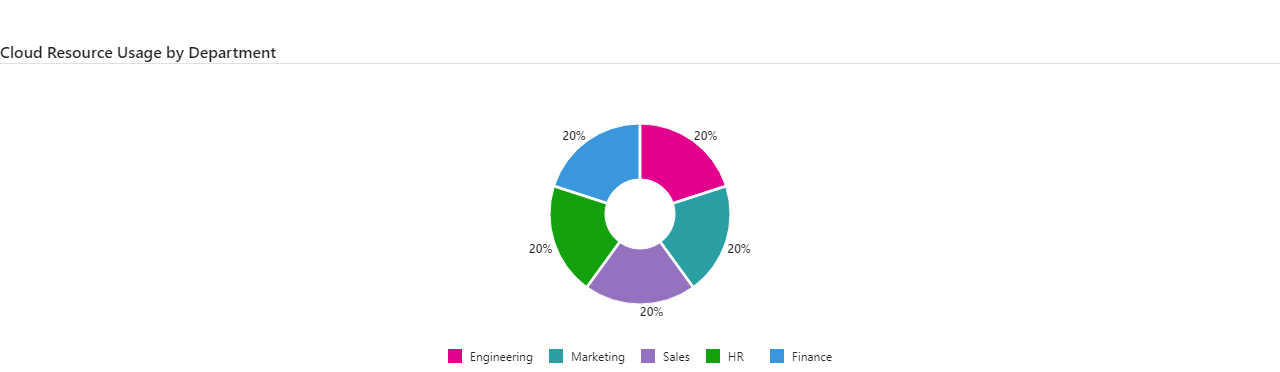 Cloud Resource Usage by Department
20% 20%
20% 20%
20%
Engineering Marketing Sales HR Finance